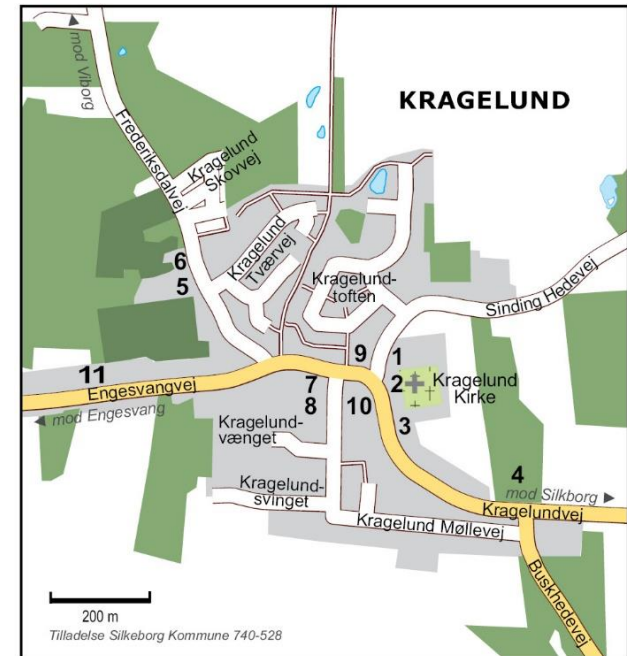 mod Viborg
KRAGELUND
Frederiksdalvej
Kragelund
Skovvej
Kragelund
Tværvej
Kragelund-
toften
Sinding Hedevej
6
5
9
1
11
Engesvangvej
mod Engesvang
7
8
10
2
Kragelund
Kirke
3
Kragelund-
vænget
Kragelund-
svinget
4
mod Silkborg
Kragelundvej
Kragelund Møllevej
Buskhedevej
200 m
Tilladelse Silkeborg Kommune 740-528